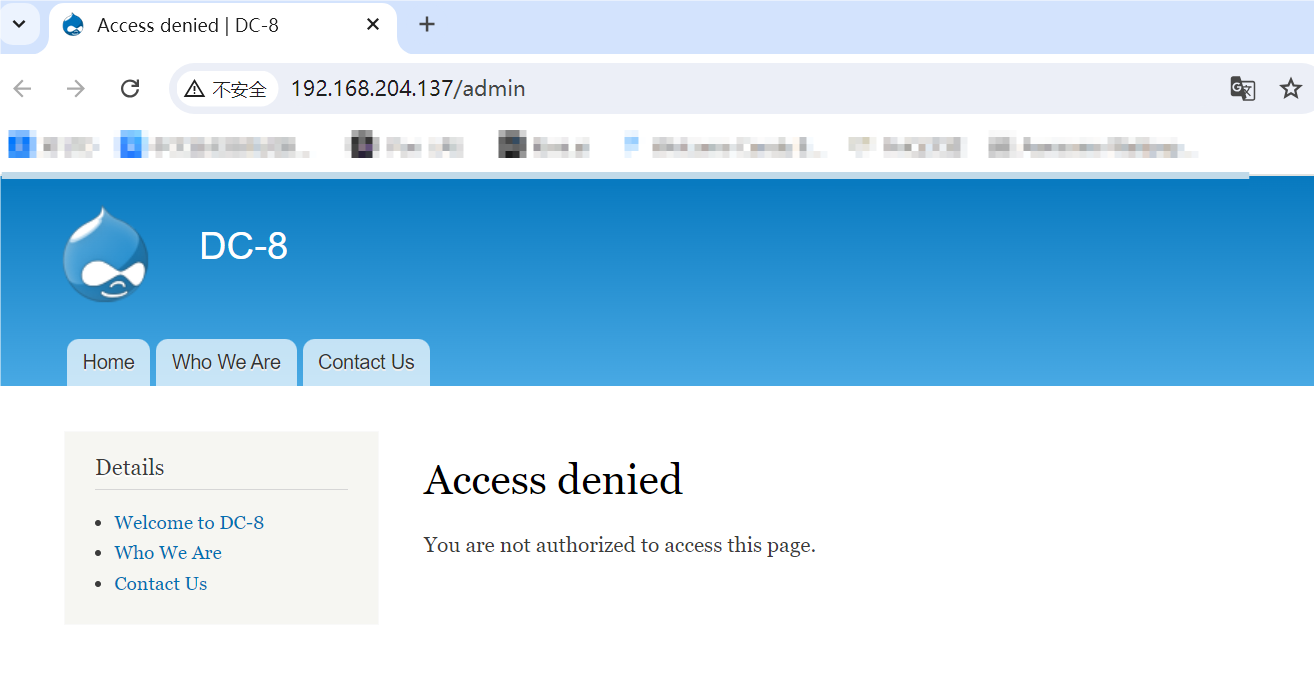 Access denied | DC-8
不安全
192.168.204.137/admin
DC-8
Home
Who We Are
Contact Us
Details
Welcome to DC-8
Who We Are
Contact Us
Access denied
You are not authorized to access this page.